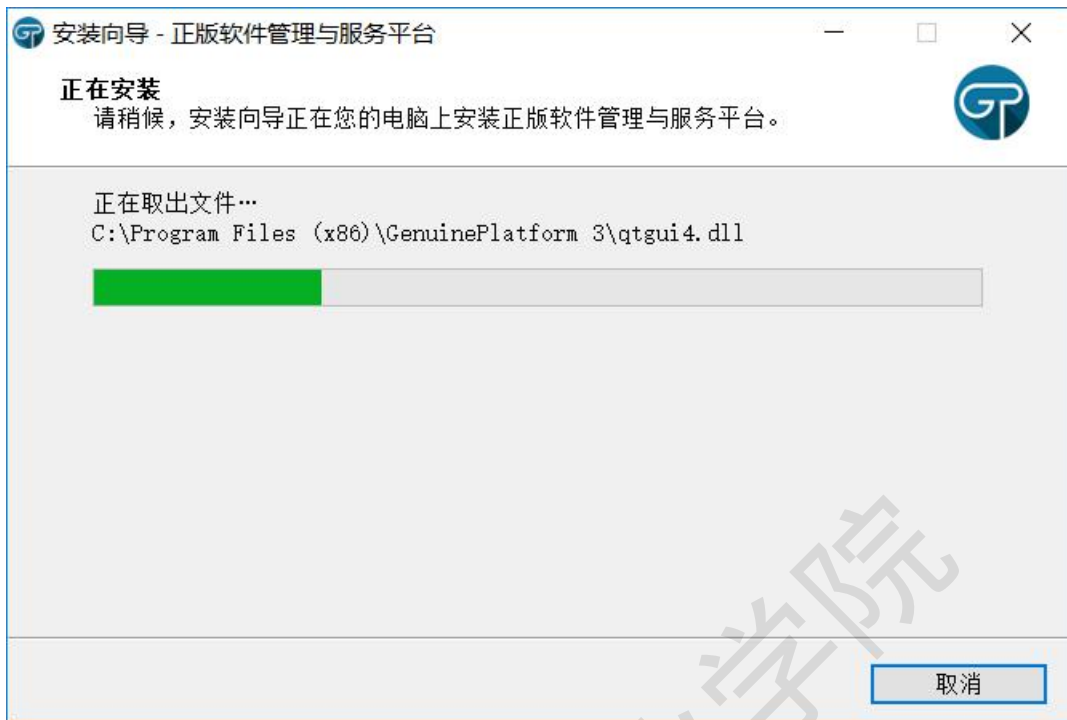 安装向导 - 正版软件管理与服务平台
正在安装
请稍候，安装向导正在您的电脑上安装正版软件管理与服务平台。
正在取出文件…
C:\Program Files (x86)\GenuinePlatform 3\qtgui4.dll
学院
取消